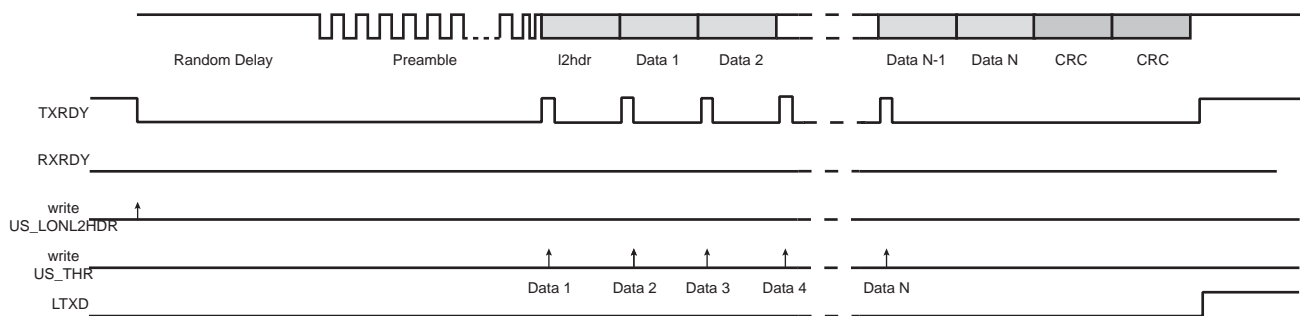 Random Delay Preamble l2hdr Data 1 Data 2 Data N-1 Data N CRC CRC
TXRDY
RXRDY
write
US_LONL2HDR
write
US_THR
Data 1 Data 2 Data 3 Data 4 Data N
LTXD